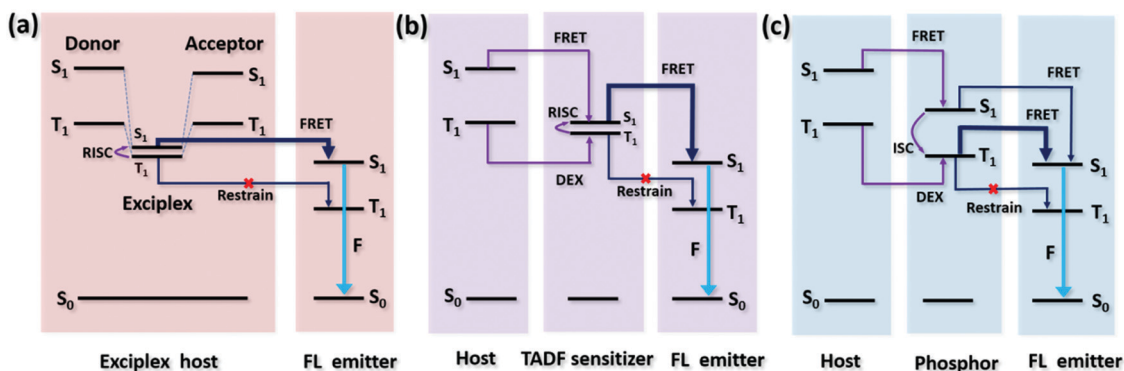 (a)
Donor
Acceptor
S1
S1
T1
T1
S1
T1
RISC
FRET
Exciplex
Restrain
S1
T1
F
S0
S0
Exciplex host
FL emitter
(b)
FRET
FRET
S1
T1
RISC
S1
T1
DEX
Restrain
S1
T1
F
S0
S0
Host
TADF sensitizer
FL emitter
(c)
FRET
FRET
S1
S1
FRET
T1
ISC
T1
DEX
Restrain
S1
T1
F
S0
S0
Host
Phosphor
FL emitter